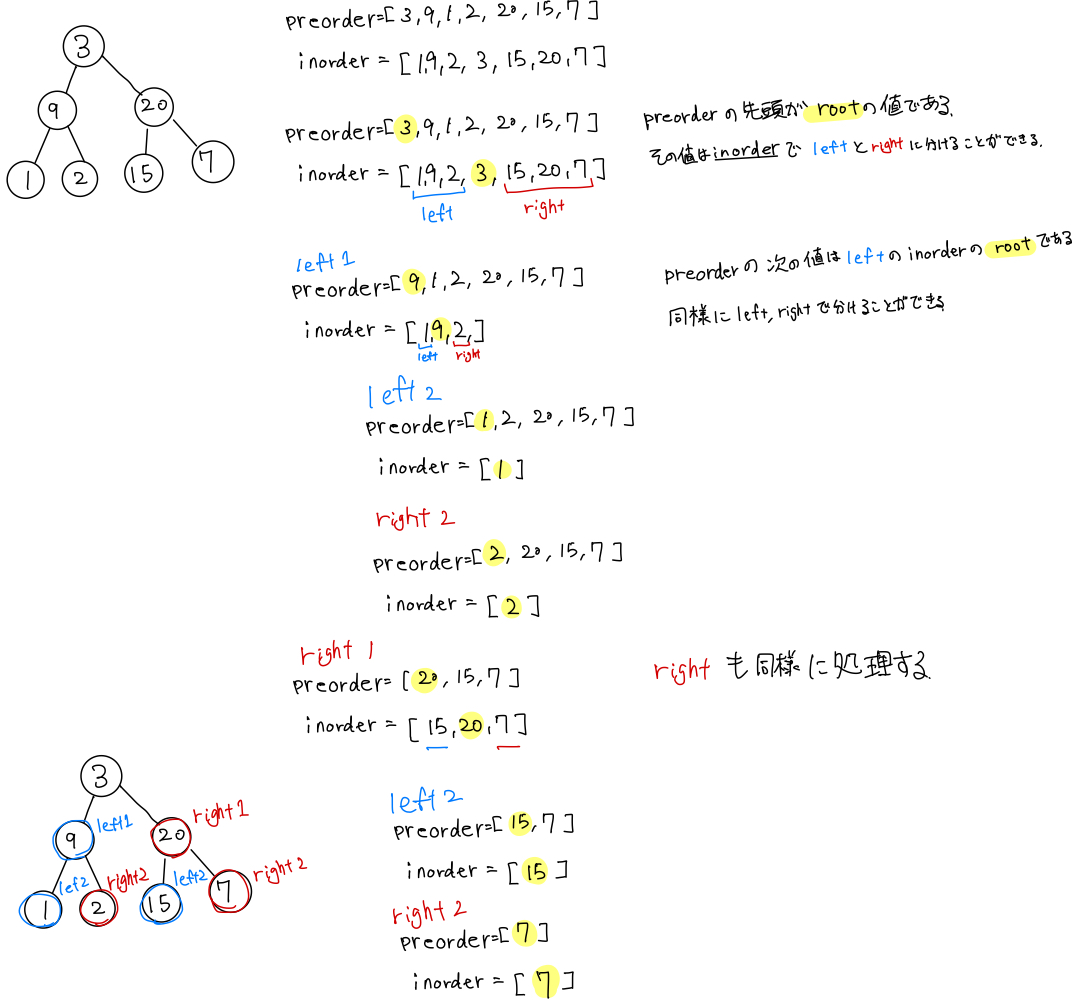 3
9
20
1
2
15
7
preorder=[3,9,1,2, 20,15,7]
inorder = [1,9,2, 3, 15,20,7]
preorder=[3,9,1,2, 20,15,7]
preorderの先頭がrootの値である.
inorder = [1,9,2, 3, 15,20,7]
その値はinorderで leftとrightに分けることができる.
left
right
left 1
preorder=[9,1,2, 20,15,7]
preorderの次の値はleftのinorderのrootである
inorder = [1,9,2,]
同様にleft,rightで分けることができる
left
right
left 2
preorder=[1,2, 20,15,7]
inorder = [1]
right 2
preorder=[2, 20,15,7]
inorder = [2]
right 1
preorder= [20,15,7]
right も同様に処理する
inorder = [15,20,7]
left 2
preorder=[15,7]
inorder = [15]
right 2
preorder=[7]
inorder = [7]
3
9
left1
20
right1
1
lef2
2
right2
15
left2
7
right2